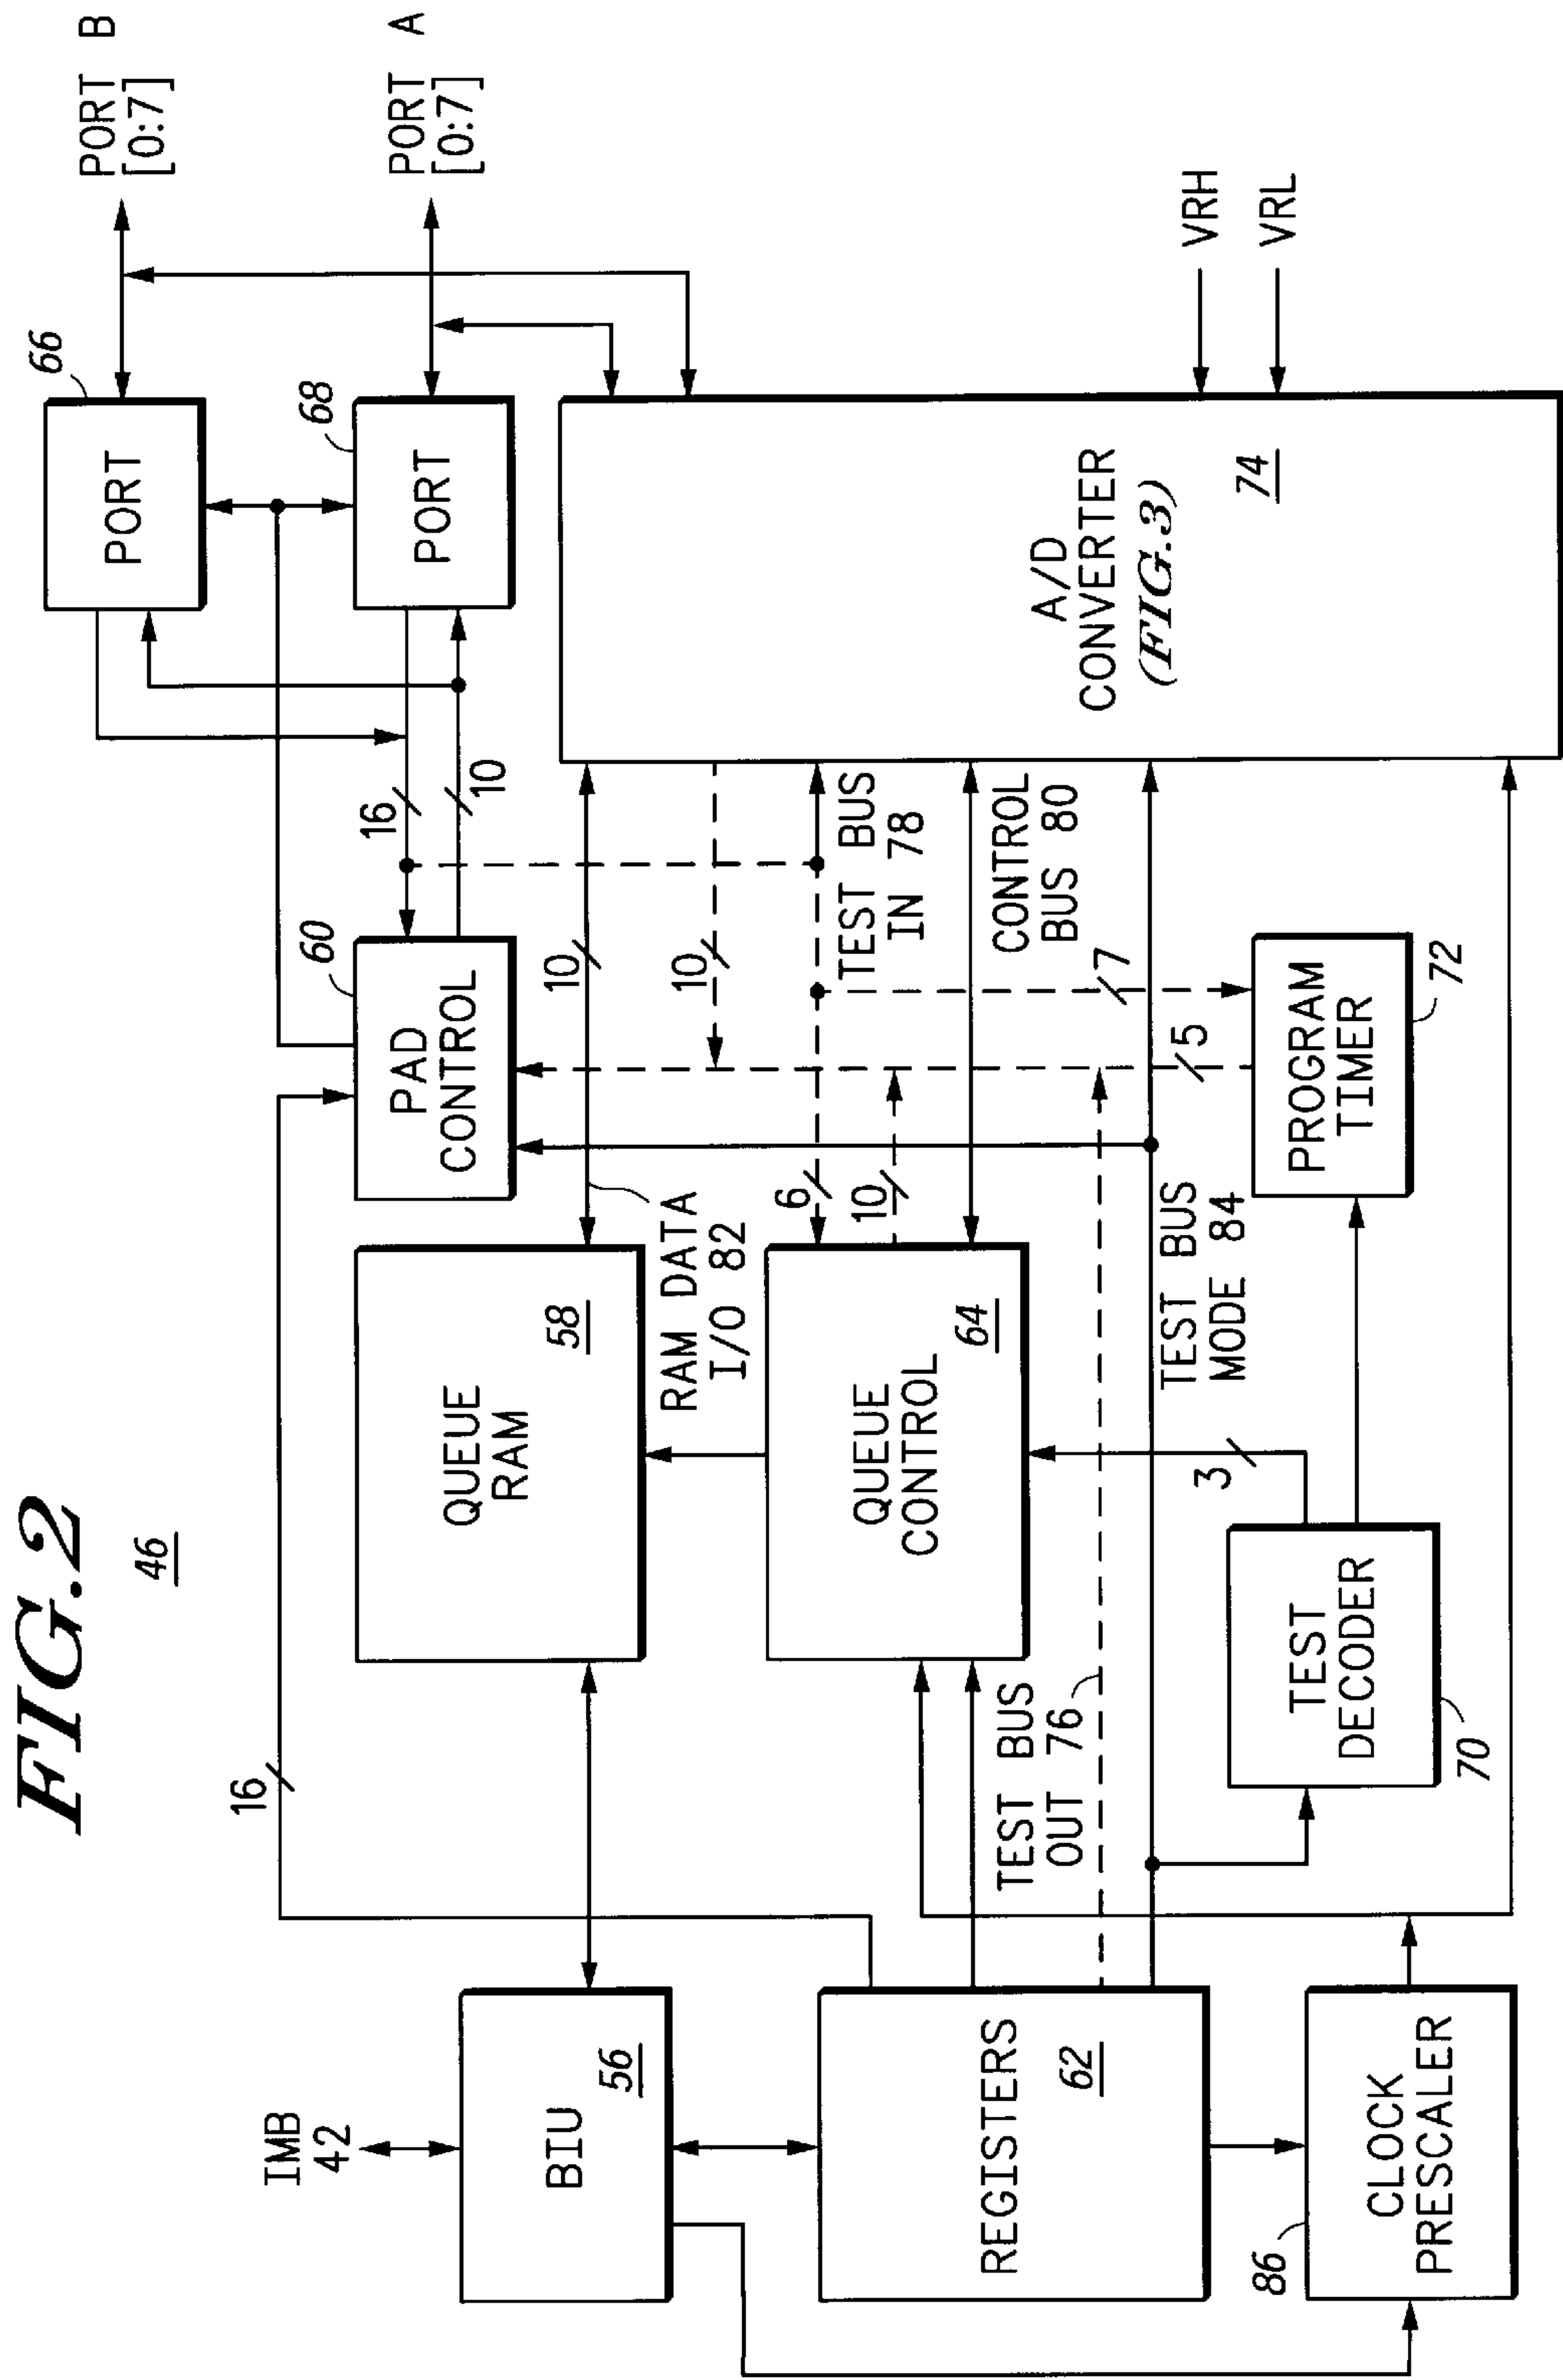 FIG.2
46
IMB
42
BIU
56
REGISTERS
62
CLOCK
PRESCALER
86
16
QUEUE
RAM
58
RAM DATA
I/O 82
QUEUE
CONTROL
64
TEST BUS
OUT 76
TEST
DECODER
70
3
TEST BUS
MODE 84
PAD
CONTROL
60
10
10
6
10
TEST BUS
IN 78
CONTROL
BUS 80
7
5
PROGRAM
TIMER
72
16
10
PORT
66
PORT
68
A/D
CONVERTER
(FIG.3)
74
PORT B
[0:7]
PORT A
[0:7]
VRH
VRL